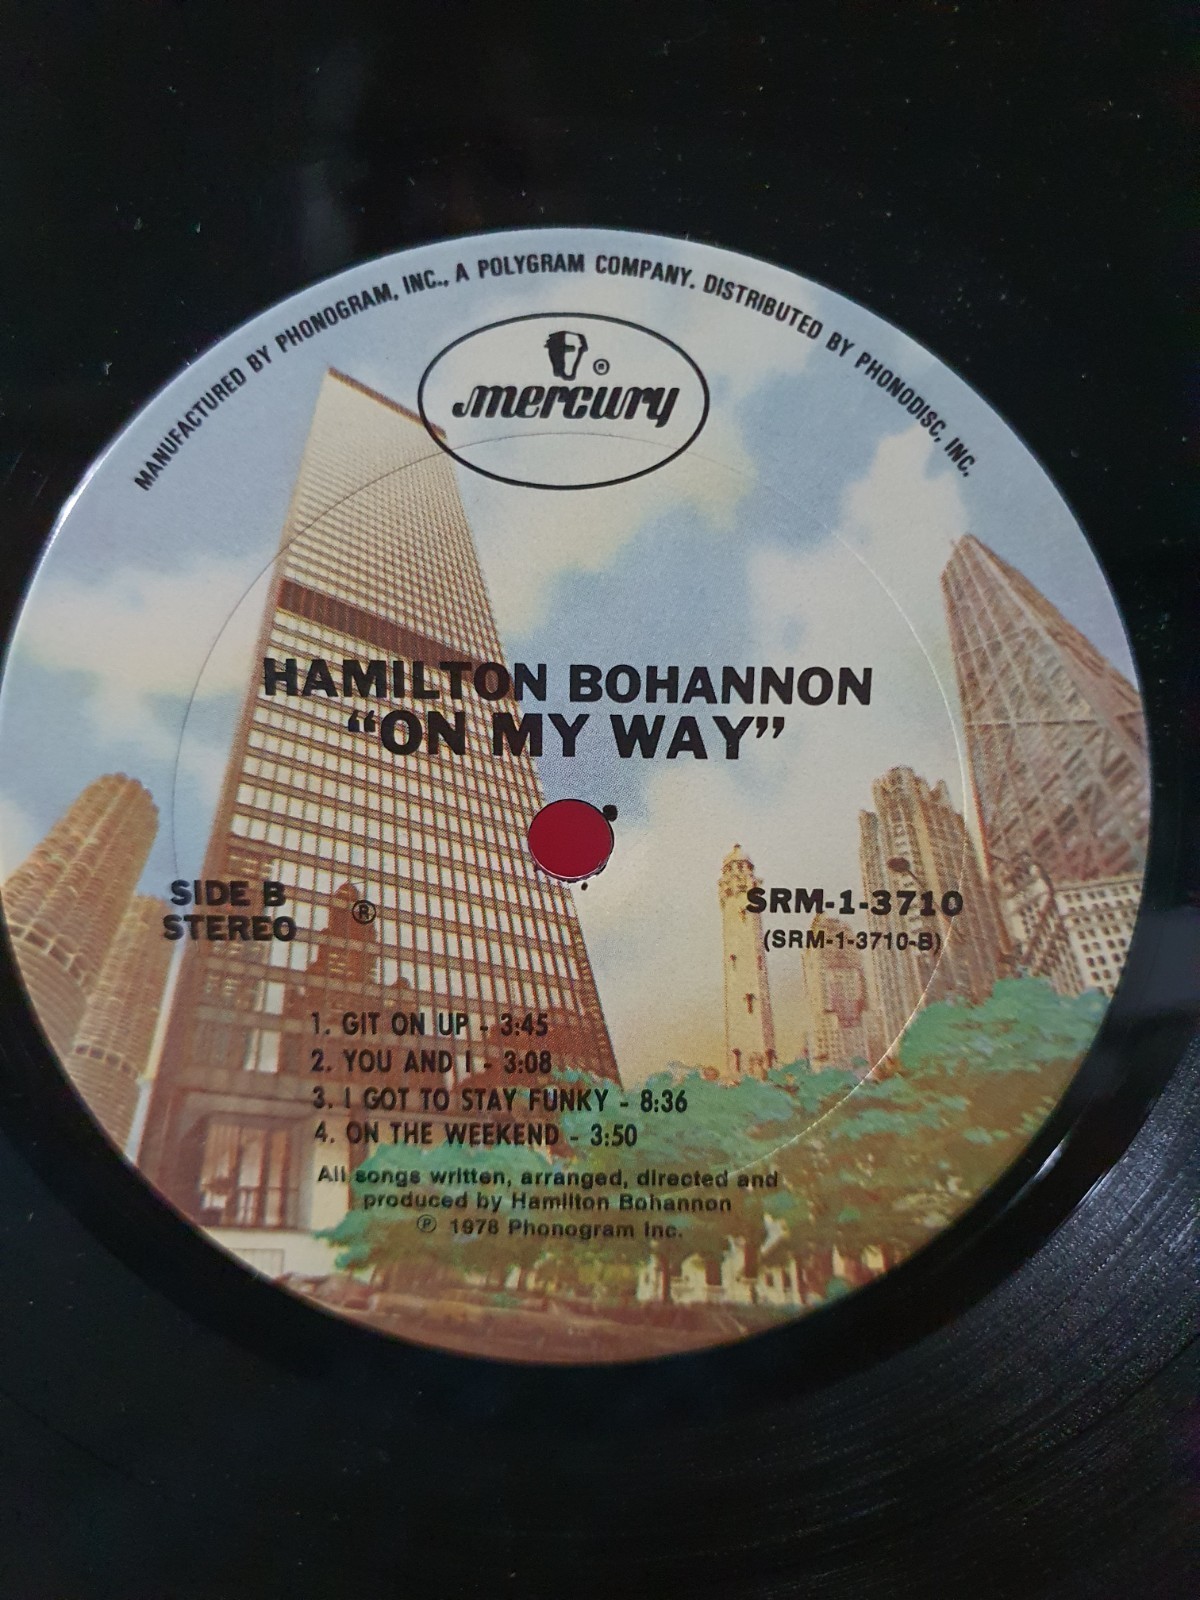 MANUFACTURED BY PHONOGRAM, INC., A POLYGRAM COMPANY. DISTRIBUTED BY PHONODISC, INC.
®
mercury
HAMILTON BOHANNON
“ON MY WAY”
SIDE B
STEREO
®
SRM-1-3710
(SRM-1-3710-B)
1. GIT ON UP - 3:45
2. YOU AND I - 3:08
3. I GOT TO STAY FUNKY - 8:36
4. ON THE WEEKEND - 3:50
All songs written, arranged, directed and
produced by Hamilton Bohannon
℗ 1978 Phonogram Inc.